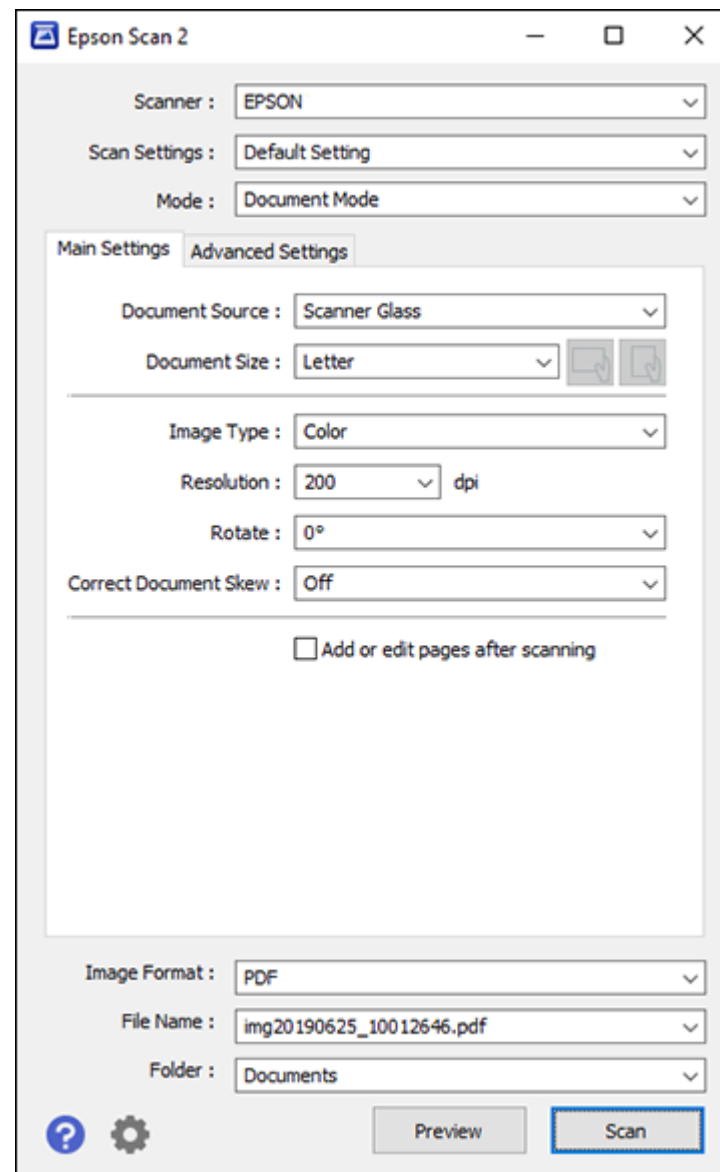 Epson Scan 2
Scanner : EPSON
Scan Settings : Default Setting
Mode : Document Mode
Main Settings Advanced Settings
Document Source : Scanner Glass
Document Size : Letter
Image Type : Color
Resolution : 200 dpi
Rotate : 0°
Correct Document Skew : Off
Add or edit pages after scanning
Image Format : PDF
File Name : img20190625_10012646.pdf
Folder : Documents
? Preview Scan